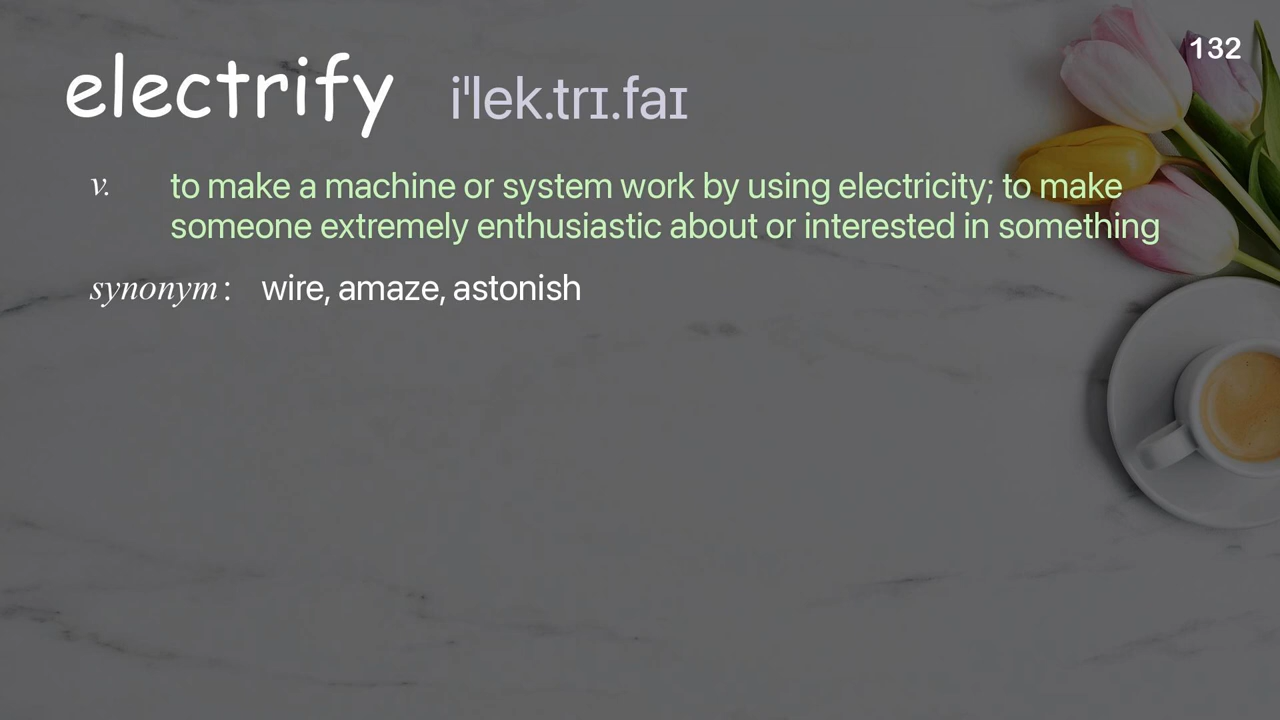 132
electrify iˈlek.trɪ.faɪ
v. to make a machine or system work by using electricity; to make
someone extremely enthusiastic about or interested in something
synonym: wire, amaze, astonish